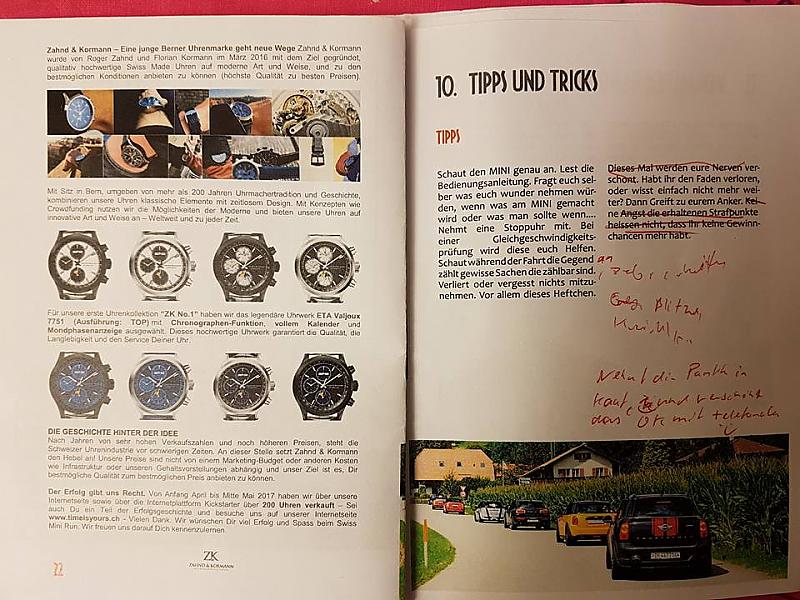 Zahnd & Kormann – Eine junge Berner Uhrenmarke geht neue Wege Zahnd & Kormann
wurde von Roger Zahnd und Florian Kormann im März 2016 mit dem Ziel gegründet,
qualitativ hochwertige Swiss Made Uhren auf moderne Art und Weise, und zu den
bestmöglichen Konditionen anbieten zu können (höchste Qualität zu besten Preisen).
Mit Sitz in Bern, umgeben von mehr als 200 Jahren Uhrmachertradition und Geschichte,
kombinieren unsere Uhren klassische Elemente mit zeitlosem Design. Mit Konzepten wie
Crowdfunding nutzen wir die Möglichkeiten der Moderne und bieten unsere Uhren auf
innovative Art und Weise an – Weltweit und zu jeder Zeit.
Für unsere erste Uhrenkollektion "ZK No.1" haben wir das legendäre Uhrwerk ETA Valjoux
7751 (Ausführung: TOP) mit Chronographen-Funktion, vollem Kalender und
Mondphasenanzeige ausgewählt. Dieses hochwertige Uhrwerk garantiert die Qualität, die
Langlebigkeit und den Service Deiner Uhr.
DIE GESCHICHTE HINTER DER IDEE
Nach Jahren von sehr hohen Verkaufszahlen und noch höheren Preisen, steht die
Schweizer Uhrenindustrie vor schwierigen Zeiten. An dieser Stelle setzt Zahnd & Kormann
den Hebel an! Unsere Preise sind nicht von einem Marketing-Budget oder anderen Kosten
wie Infrastruktur oder unseren Gehaltsvorstellungen abhängig und unser Ziel ist es, Dir
bestmögliche Qualität zum bestmöglichen Preis anbieten zu können.
Der Erfolg gibt uns Recht. Von Anfang April bis Mitte Mai 2017 haben wir über unsere
Internetseite sowie über die Internetplattform Kickstarter über 200 Uhren verkauft – Sei
auch Du ein Teil der Erfolgsgeschichte und besuche uns auf unserer Internetseite
www.timeisyours.ch - Vielen Dank. Wir wünschen Dir viel Erfolg und Spass beim Swiss
Mini Run. Wir freuen uns darauf Dich kennenzulernen.
22
ZK
ZAHND & KORMANN
10. TIPPS UND TRICKS
TIPPS
Schaut den MINI genau an. Lest die
Bedienungsanleitung. Fragt euch sel-
ber was euch wunder nehmen wür-
den, wenn was am MINI gemacht
wird oder was man sollte wenn....
Nehmt eine Stoppuhr mit. Bei
einer Gleichgeschwindigkeits-
prüfung wird diese euch Helfen.
Schaut während der Fahrt die Gegend an
zählt gewisse Sachen die zählbar sind.
Verliert oder vergesst nichts mitzu-
nehmen. Vor allem dieses Heftchen.
Dieses Mal werden eure Nerven ver-
schont. Habt ihr den Faden verloren,
oder wisst einfach nicht mehr wei-
ter? Dann Greift zu eurem Anker. Kei-
ne Angst die erhaltenen Strafpunkte
heissen nicht, dass ihr keine Gewinn-
chancen mehr habt.
Nehmt die Punkte in
Kauf und verschont
das OK mit telefonaten